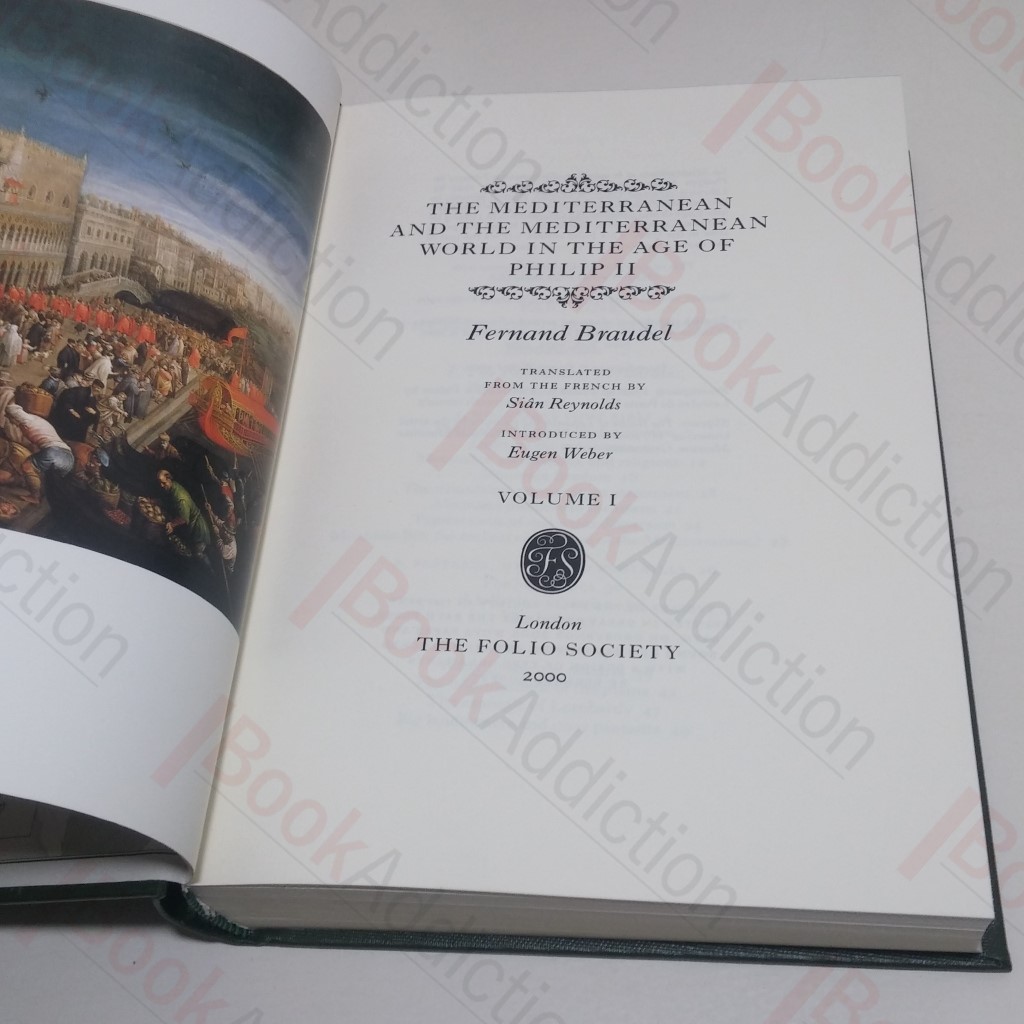 THE MEDITERRANEAN
AND THE MEDITERRANEAN
WORLD IN THE AGE OF
PHILIP II
Fernand Braudel
TRANSLATED
FROM THE FRENCH BY
Siân Reynolds
INTRODUCED BY
Eugen Weber
VOLUME I
FS
London
THE FOLIO SOCIETY
2000
BookAddiction